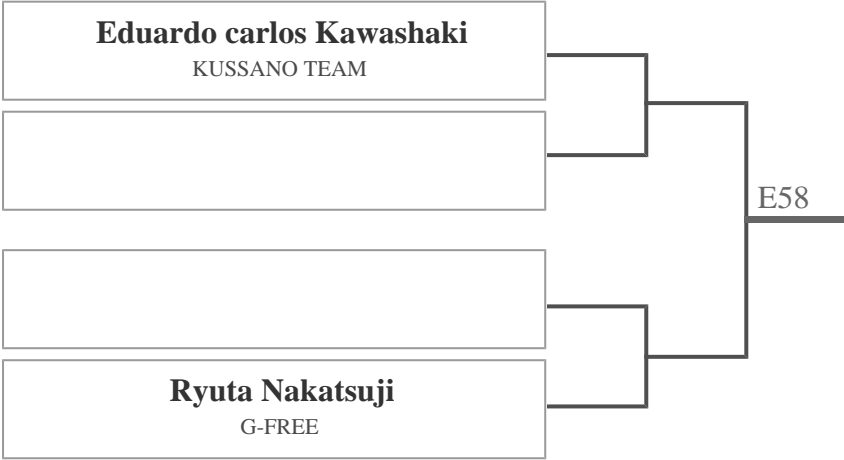 Eduardo carlos Kawashaki
KUSSANO TEAM
E58
Ryuta Nakatsuji
G-FREE